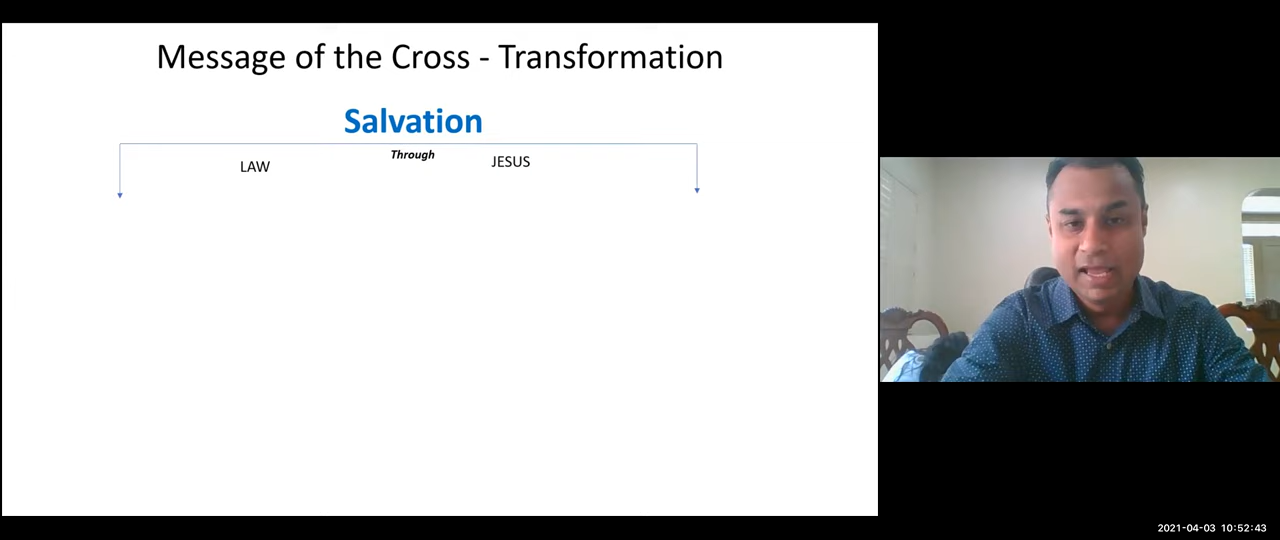 Message of the Cross - Transformation
Salvation
Through
LAW
JESUS
2021-04-03 10:52:43